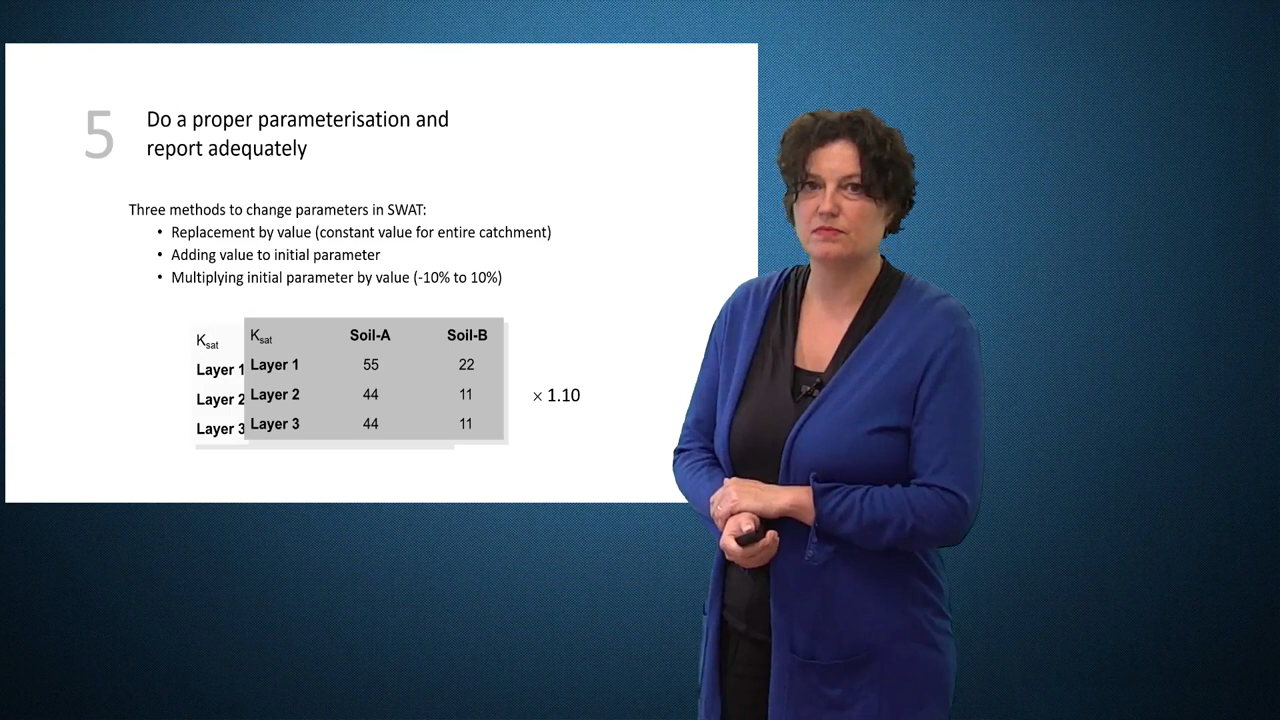 5
Do a proper parameterisation and
report adequately
Three methods to change parameters in SWAT:
• Replacement by value (constant value for entire catchment)
• Adding value to initial parameter
• Multiplying initial parameter by value (-10% to 10%)
Ksat
Layer 1
Layer 2
Layer 3
Ksat Soil-A Soil-B
Layer 1 55 22
Layer 2 44 11
Layer 3 44 11
× 1.10